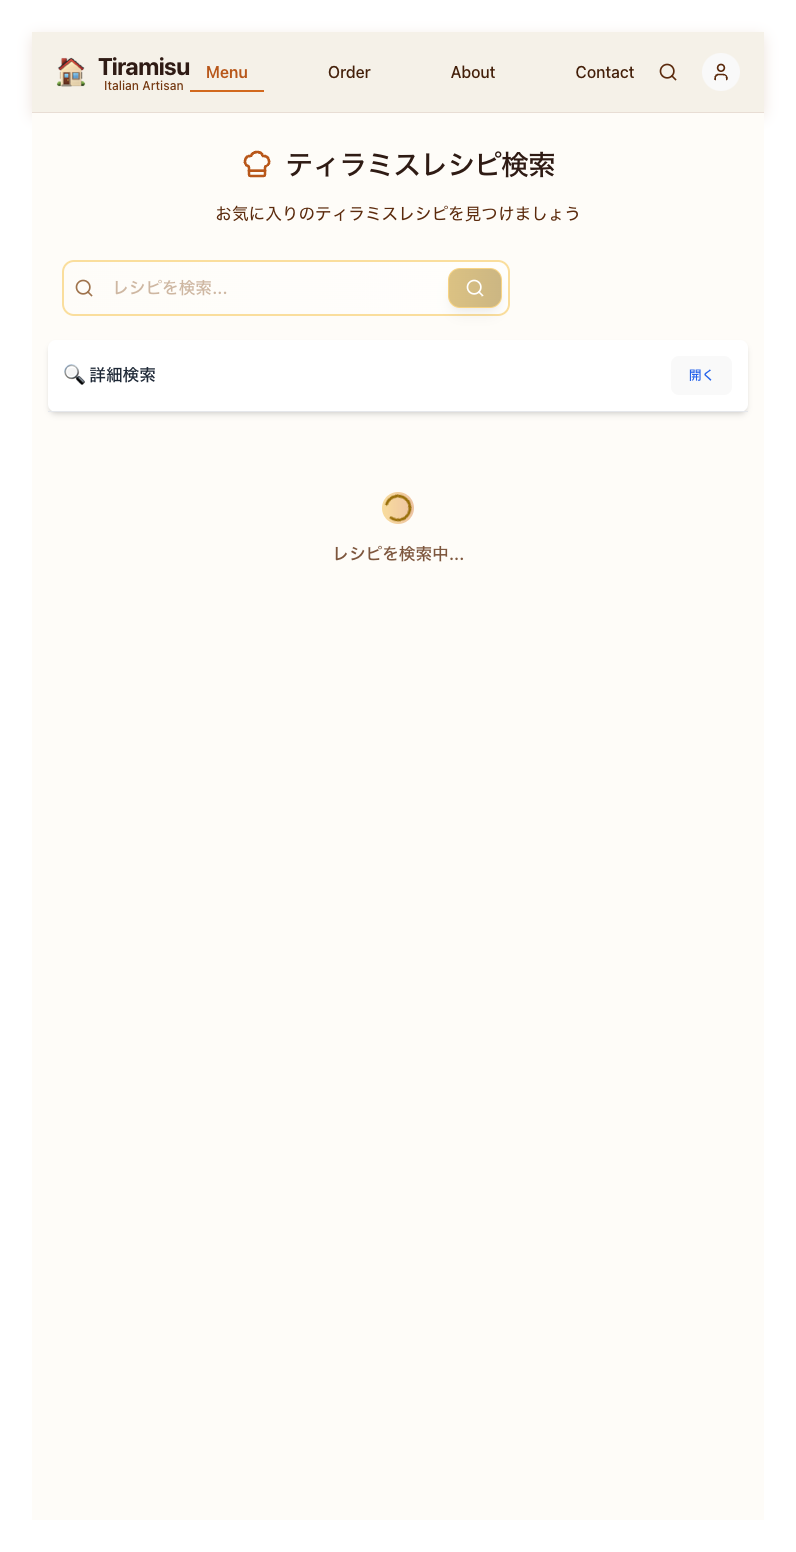 Tiramisu
Italian Artisan
Menu
Order
About
Contact
ティラミスレシピ検索
お気に入りのティラミスレシピを見つけましょう
レシピを検索...
詳細検索
開く
レシピを検索中...